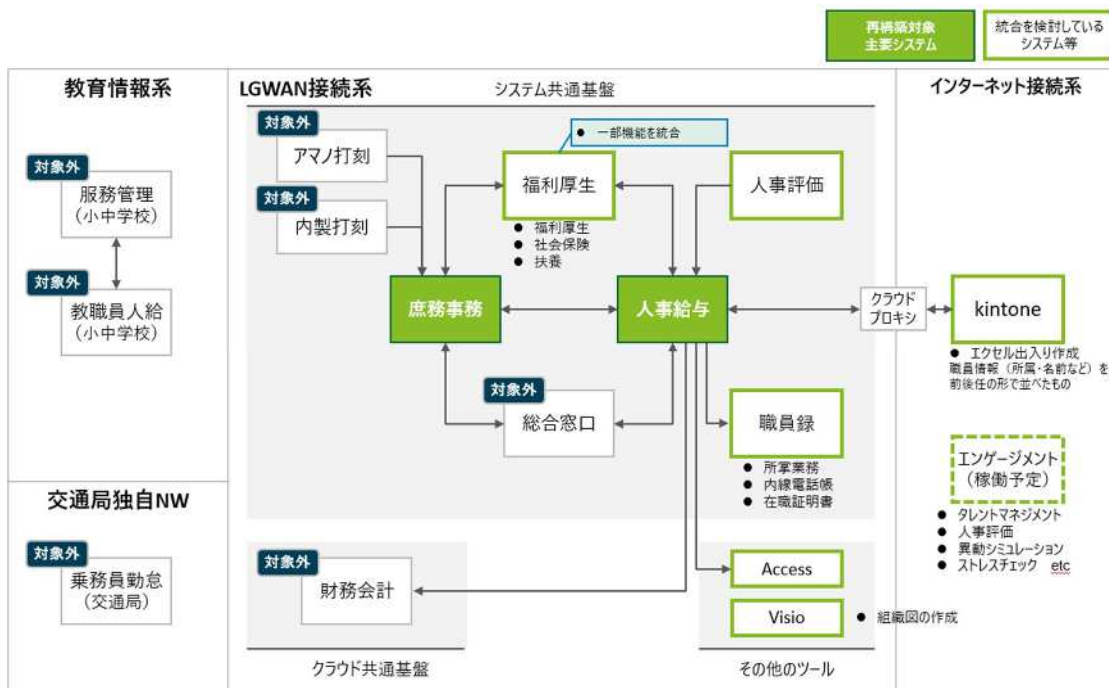 再構築対象
主要システム
統合を検討している
システム等
教育情報系
対象外
服務管理
(小中学校)
対象外
教職員人給
(小中学校)
交通局独自NW
対象外
乗務員勤怠
(交通局)
LGWAN接続系
システム共通基盤
対象外
アマノ打刻
対象外
内製打刻
● 一部機能を統合
福利厚生
● 福利厚生
● 社会保険
● 扶養
人事評価
庶務事務
人事給与
対象外
総合窓口
職員録
● 所掌業務
● 内線電話帳
● 在職証明書
対象外
財務会計
クラウド共通基盤
Access
Visio
● 組織図の作成
その他のツール
インターネット接続系
クラウド
プロキシ
kintone
● エクセル出入り作成
職員情報（所属・名前など）を
前後任の形で並べたもの
エンゲージメント
（稼働予定）
● タレントマネジメント
● 人事評価
● 異動シミュレーション
● ストレスチェック etc